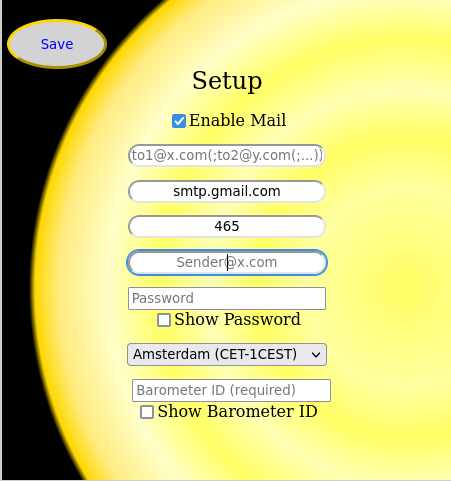 Save
Setup
Enable Mail
to1@x.com(;to2@y.com(;...))
smtp.gmail.com
465
Sender@x.com
Password
Show Password
Amsterdam (CET-1CEST)
Barometer ID (required)
Show Barometer ID